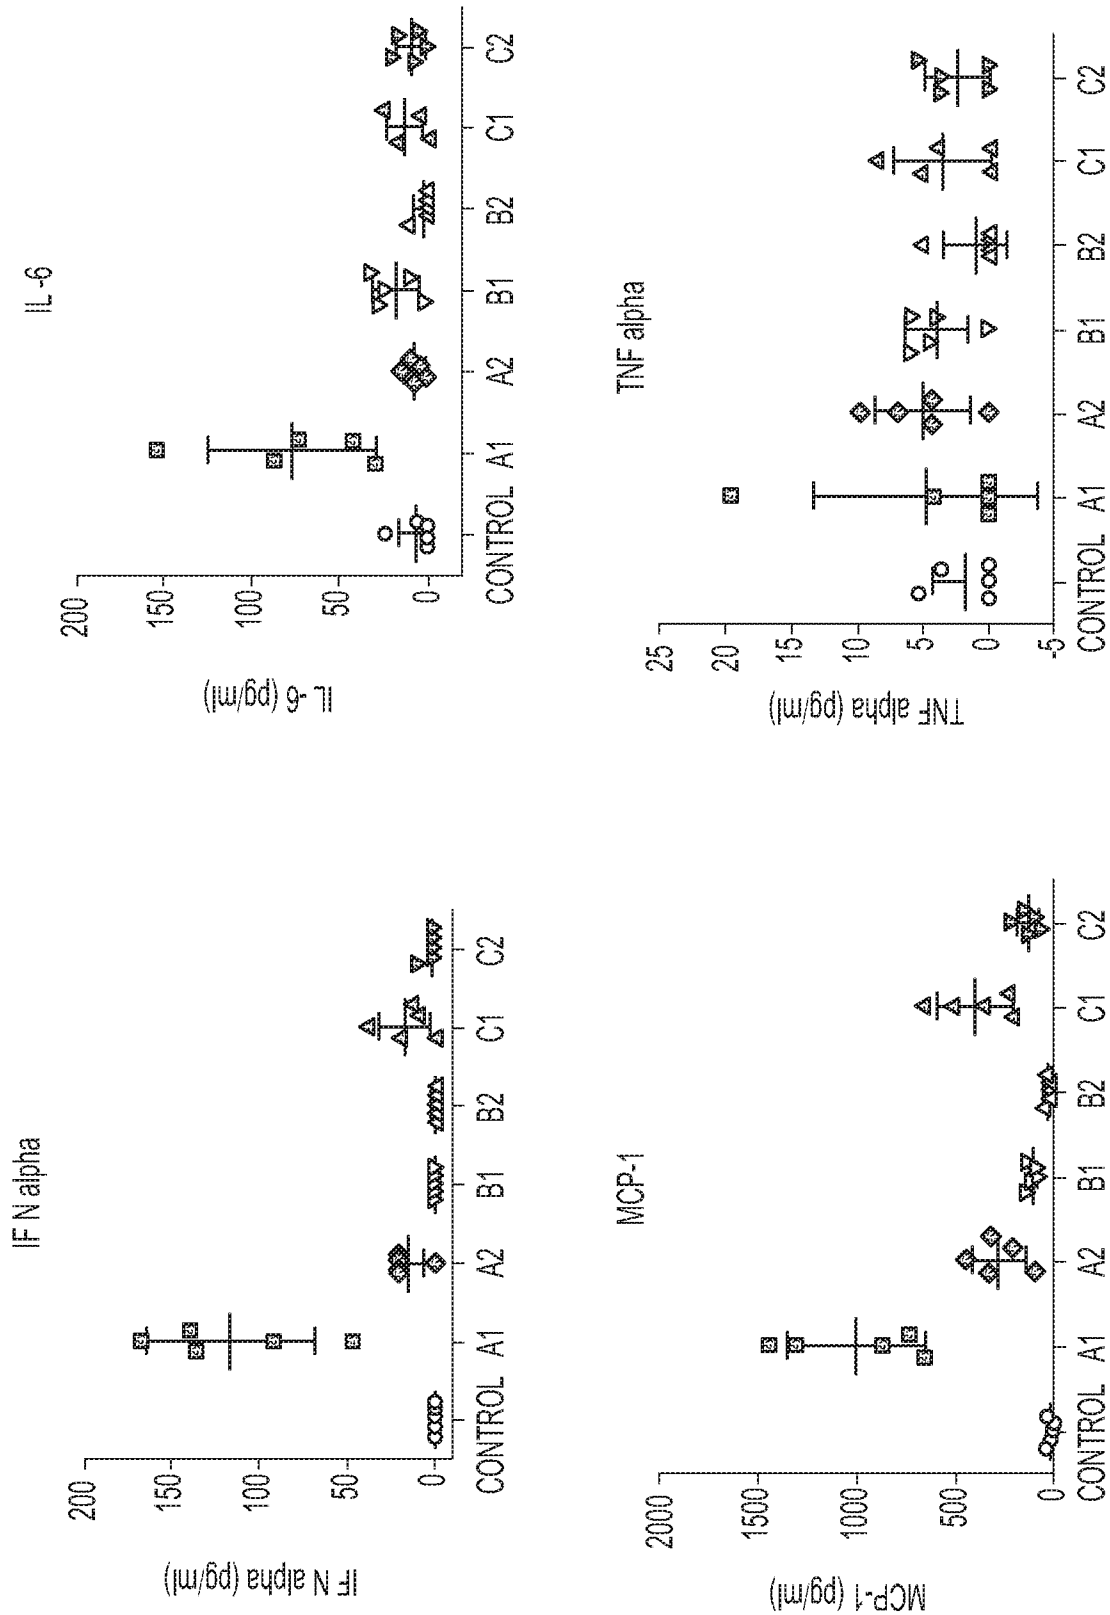 IF N alpha
IF N alpha (pg/ml)
200
150
100
50
0
CONTROL A1 A2 B1 B2 C1 C2
IL -6
IL -6 (pg/ml)
200
150
100
50
0
CONTROL A1 A2 B1 B2 C1 C2
MCP-1
MCP-1 (pg/ml)
2000
1500
1000
500
0
CONTROL A1 A2 B1 B2 C1 C2
TNF alpha
TNF alpha (pg/ml)
25
20
15
10
5
0
-5
CONTROL A1 A2 B1 B2 C1 C2